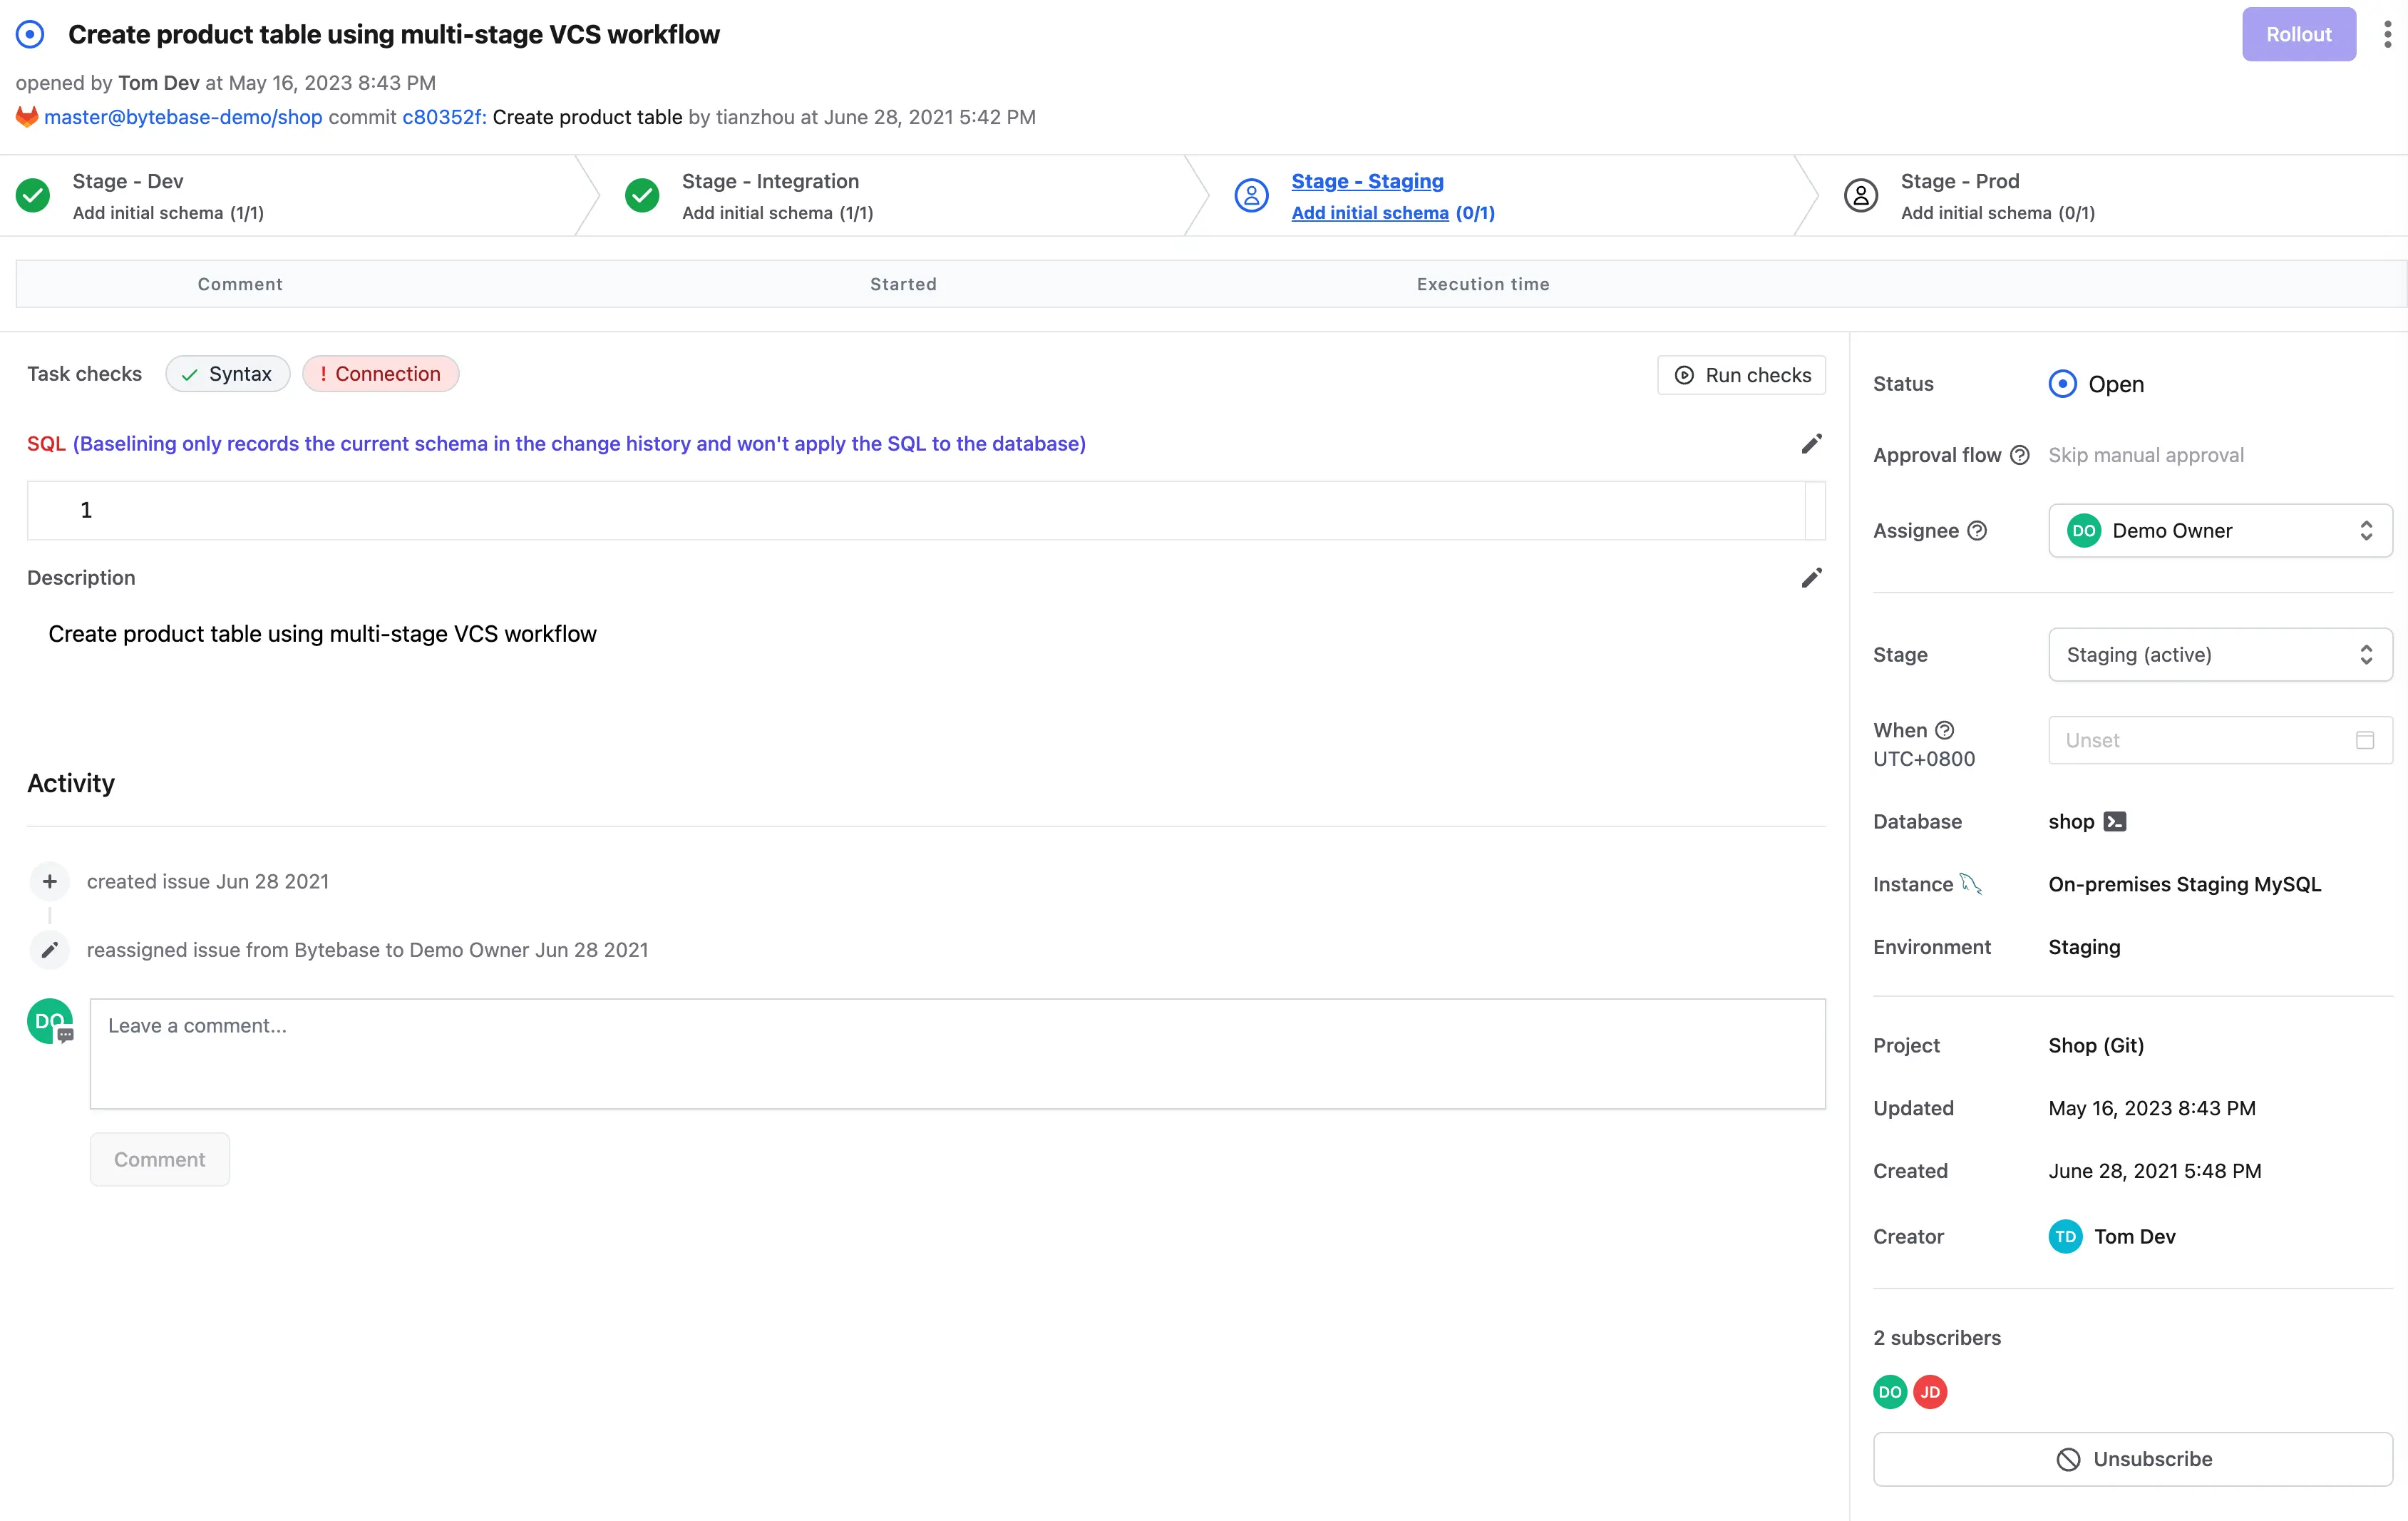 Create product table using multi-stage VCS workflow
Rollout
opened by Tom Dev at May 16, 2023 8:43 PM
master@bytebase-demo/shop commit c80352f: Create product table by tianzhou at June 28, 2021 5:42 PM
Stage - Dev
Add initial schema (1/1)
Stage - Integration
Add initial schema (1/1)
Stage - Staging
Add initial schema (0/1)
Stage - Prod
Add initial schema (0/1)
Comment Started Execution time
Task checks Syntax ! Connection Run checks
SQL (Baselining only records the current schema in the change history and won't apply the SQL to the database)
1
Description
Create product table using multi-stage VCS workflow
Activity
created issue Jun 28 2021
reassigned issue from Bytebase to Demo Owner Jun 28 2021
DO
Leave a comment...
Comment
Status Open
Approval flow Skip manual approval
Assignee DO Demo Owner
Stage Staging (active)
When Unset
UTC+0800
Database shop
Instance On-premises Staging MySQL
Environment Staging
Project Shop (Git)
Updated May 16, 2023 8:43 PM
Created June 28, 2021 5:48 PM
Creator TD Tom Dev
2 subscribers
DO JD
Unsubscribe